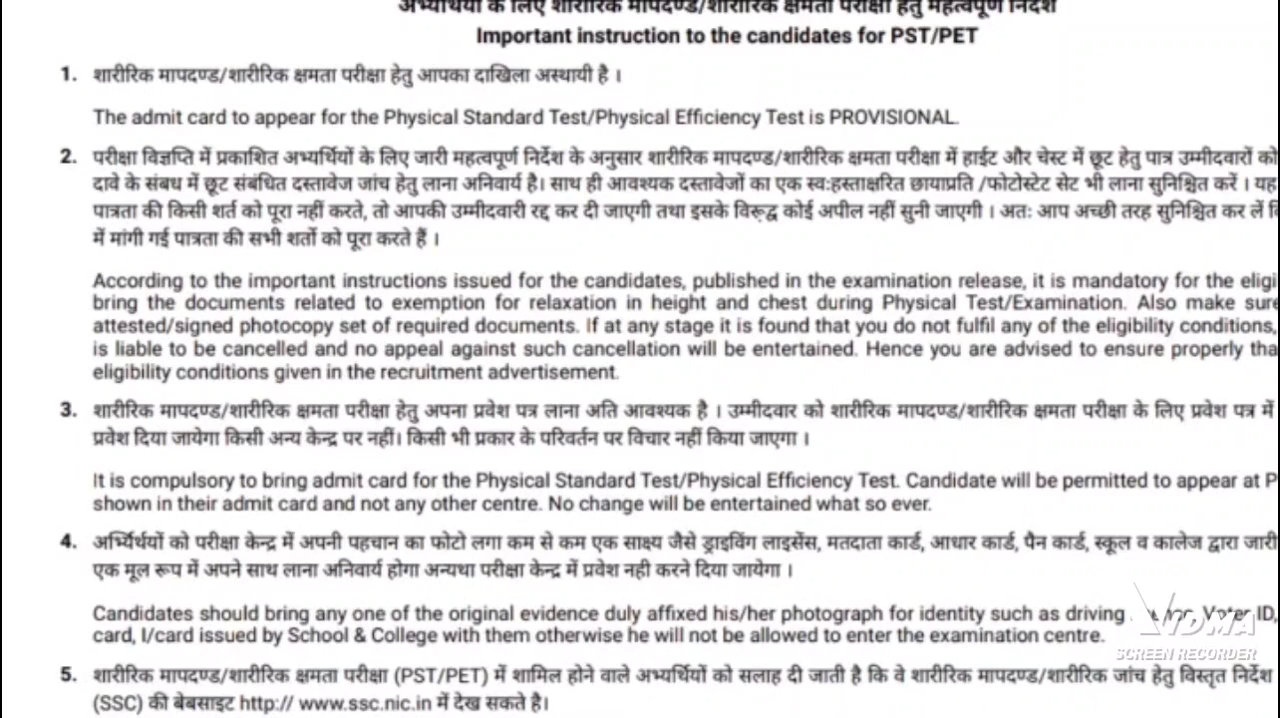 अभ्यर्थियों के लिए शारीरिक मापदण्ड/शारीरिक क्षमता परीक्षा हेतु महत्वपूर्ण निर्देश
Important instruction to the candidates for PST/PET
1. शारीरिक मापदण्ड/शारीरिक क्षमता परीक्षा हेतु आपका दाखिला अस्थायी है ।
The admit card to appear for the Physical Standard Test/Physical Efficiency Test is PROVISIONAL.
2. परीक्षा विज्ञप्ति में प्रकाशित अभ्यर्थियों के लिए जारी महत्वपूर्ण निर्देश के अनुसार शारीरिक मापदण्ड/शारीरिक क्षमता परीक्षा में हाईट और चेस्ट में छूट हेतु पात्र उम्मीदवारों को
दावे के संबध में छूट संबंधित दस्तावेज जांच हेतु लाना अनिवार्य है। साथ ही आवश्यक दस्तावेजों का एक स्व:हस्ताक्षरित छायाप्रति /फोटोस्टेट सेट भी लाना सुनिश्चित करें । यह
पात्रता की किसी शर्त को पूरा नहीं करते, तो आपकी उम्मीदवारी रद्द कर दी जाएगी तथा इसके विरूद्ध कोई अपील नहीं सुनी जाएगी । अतः आप अच्छी तरह सुनिश्चित कर लें
में मांगी गई पात्रता की सभी शर्तो को पूरा करते हैं ।
According to the important instructions issued for the candidates, published in the examination release, it is mandatory for the eligi
bring the documents related to exemption for relaxation in height and chest during Physical Test/Examination. Also make sure
attested/signed photocopy set of required documents. If at any stage it is found that you do not fulfil any of the eligibility conditions,
is liable to be cancelled and no appeal against such cancellation will be entertained. Hence you are advised to ensure properly tha
eligibility conditions given in the recruitment advertisement.
3. शारीरिक मापदण्ड/शारीरिक क्षमता परीक्षा हेतु अपना प्रवेश पत्र लाना अति आवश्यक है । उम्मीदवार को शारीरिक मापदण्ड/शारीरिक क्षमता परीक्षा के लिए प्रवेश पत्र में
प्रवेश दिया जायेगा किसी अन्य केन्द्र पर नहीं। किसी भी प्रकार के परिवर्तन पर विचार नहीं किया जाएगा ।
It is compulsory to bring admit card for the Physical Standard Test/Physical Efficiency Test. Candidate will be permitted to appear at P
shown in their admit card and not any other centre. No change will be entertained what so ever.
4. अर्भ्यिर्थयों को परीक्षा केन्द्र में अपनी पहचान का फोटो लगा कम से कम एक साक्ष्य जैसे ड्राइविंग लाइसेंस, मतदाता कार्ड, आधार कार्ड, पैन कार्ड, स्कूल व कालेज द्वारा जारी
एक मूल रूप में अपने साथ लाना अनिवार्य होगा अन्यथा परीक्षा केन्द्र में प्रवेश नही करने दिया जायेगा ।
Candidates should bring any one of the original evidence duly affixed his/her photograph for identity such as driving Voter ID,
card, I/card issued by School & College with them otherwise he will not be allowed to enter the examination centre.
5. शारीरिक मापदण्ड/शारीरिक क्षमता परीक्षा (PST/PET) में शामिल होने वाले अभ्यर्थियों को सलाह दी जाती है कि वे शारीरिक मापदण्ड/शारीरिक जांच हेतु विस्तृत निर्देश
(SSC) की बेबसाइट http:// www.ssc.nic.in में देख सकते है।
VIDMA
SCREEN RECORDER